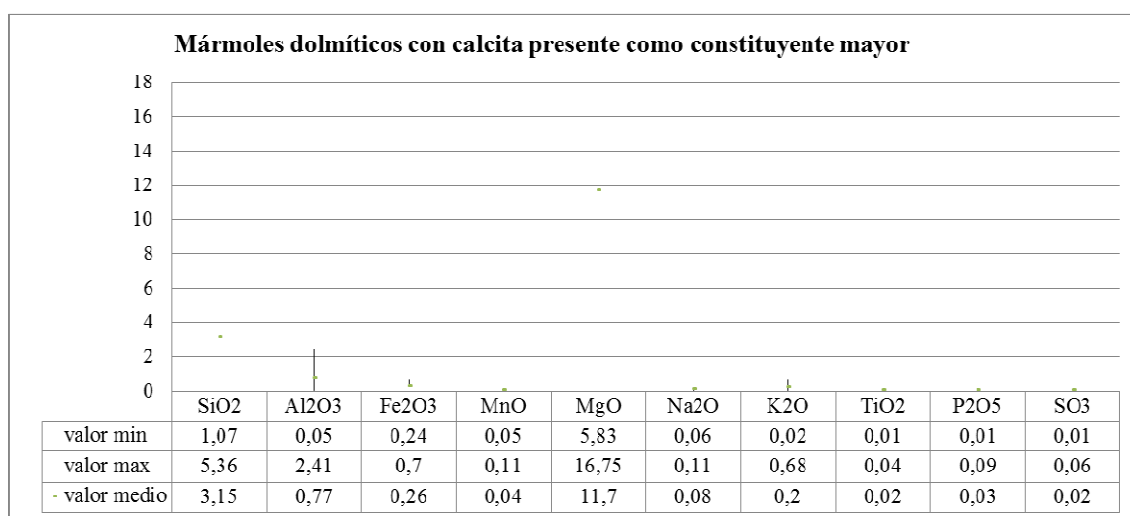 Mármoles dolmíticos con calcita presente como constituyente mayor
18
16
14
12
10
8
6
4
2
0
SiO2 Al2O3 Fe2O3 MnO MgO Na2O K2O TiO2 P2O5 SO3
valor min 1,07 0,05 0,24 0,05 5,83 0,06 0,02 0,01 0,01 0,01
valor max 5,36 2,41 0,7 0,11 16,75 0,11 0,68 0,04 0,09 0,06
valor medio 3,15 0,77 0,26 0,04 11,7 0,08 0,2 0,02 0,03 0,02